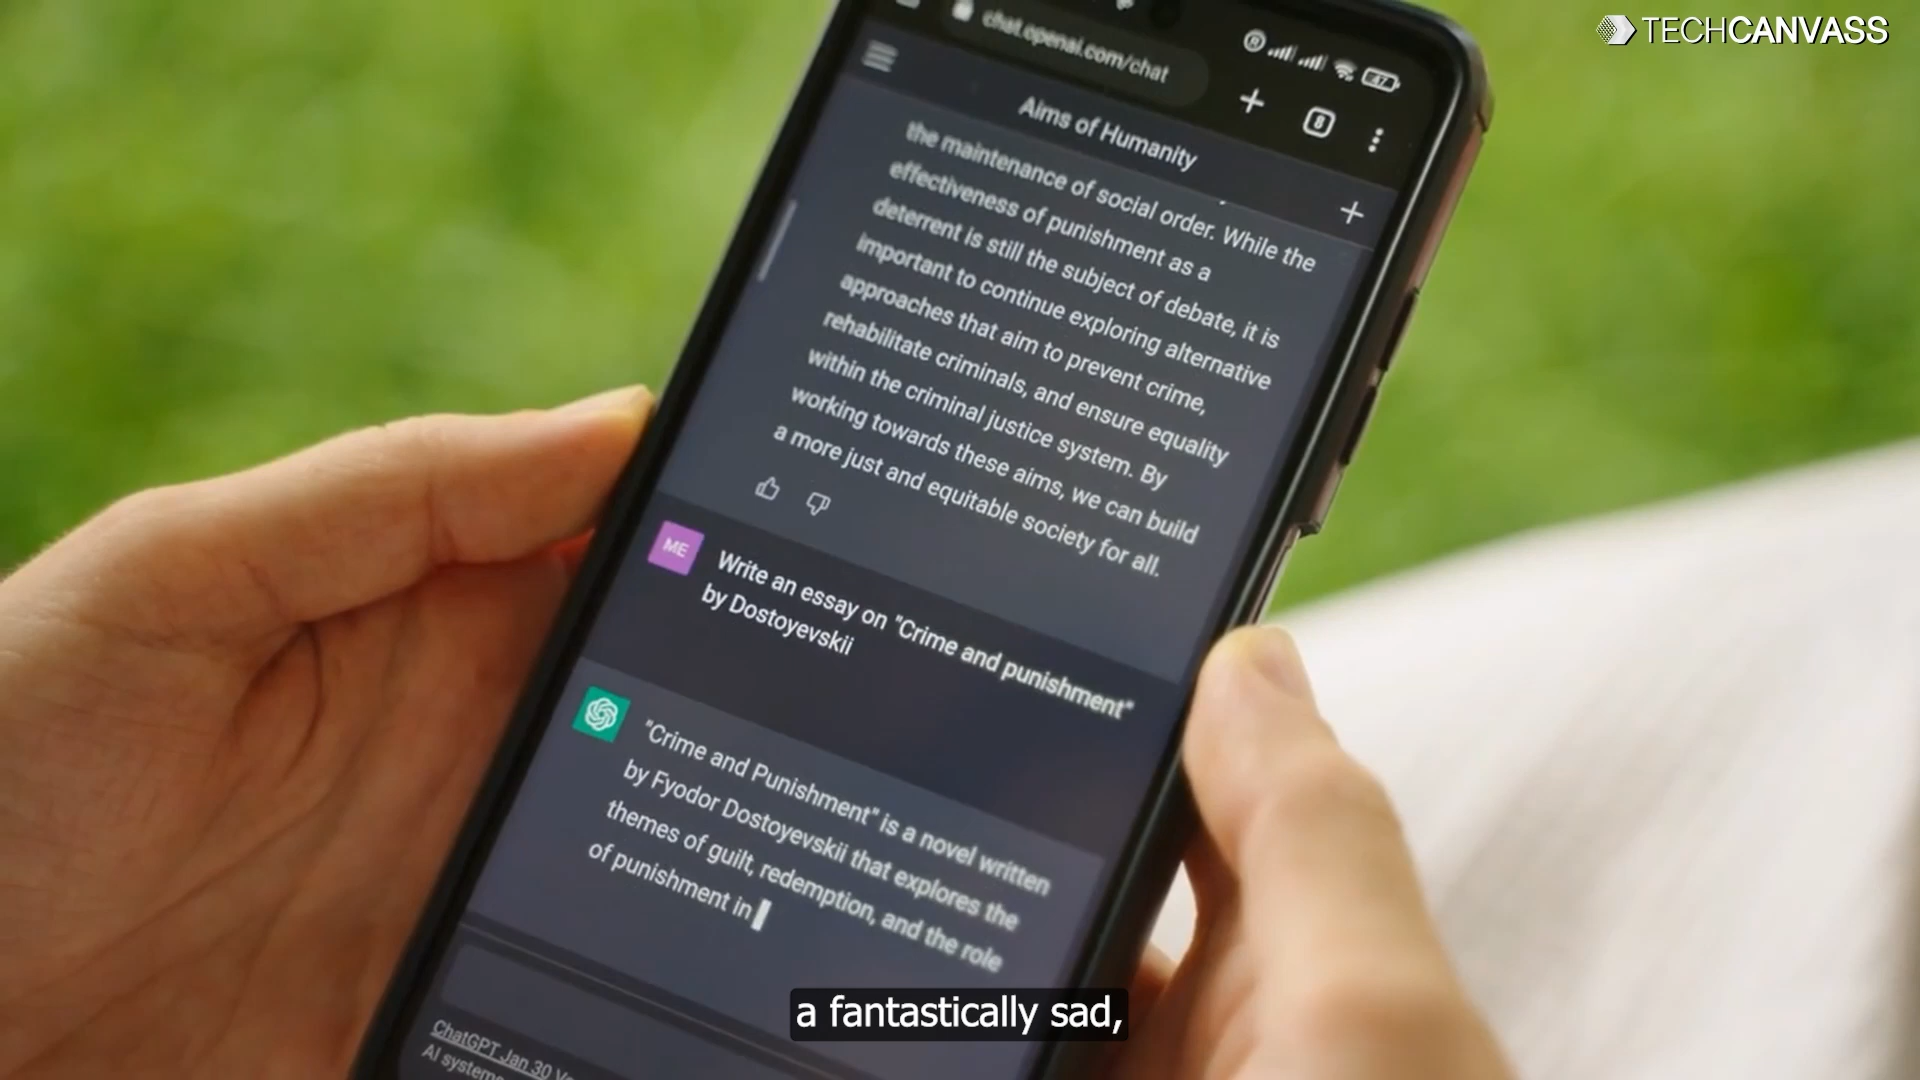 TECHCANVASS
chat.openai.com/chat
47
8
Aims of Humanity
the maintenance of social order. While the
effectiveness of punishment as a
deterrent is still the subject of debate, it is
important to continue exploring alternative
approaches that aim to prevent crime,
rehabilitate criminals, and ensure equality
within the criminal justice system. By
working towards these aims, we can build
a more just and equitable society for all.
ME
Write an essay on "Crime and punishment"
by Dostoyevskii
"Crime and Punishment" is a novel written
by Fyodor Dostoyevskii that explores the
themes of guilt, redemption, and the role
of punishment in
a fantastically sad,
ChatGPT Jan 30
AI systems